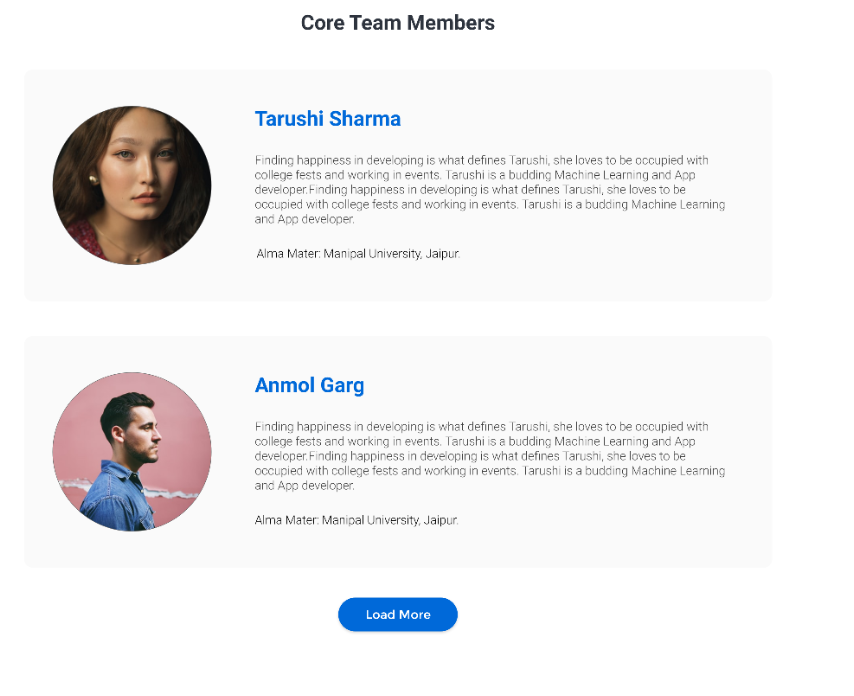 Core Team Members
Tarushi Sharma
Finding happiness in developing is what defines Tarushi, she loves to be occupied with
college fests and working in events. Tarushi is a budding Machine Learning and App
developer.Finding happiness in developing is what defines Tarushi, she loves to be
occupied with college fests and working in events. Tarushi is a budding Machine Learning
and App developer.
Alma Mater: Manipal University, Jaipur.
Anmol Garg
Finding happiness in developing is what defines Tarushi, she loves to be occupied with
college fests and working in events. Tarushi is a budding Machine Learning and App
developer.Finding happiness in developing is what defines Tarushi, she loves to be
occupied with college fests and working in events. Tarushi is a budding Machine Learning
and App developer.
Alma Mater: Manipal University, Jaipur.
Load More